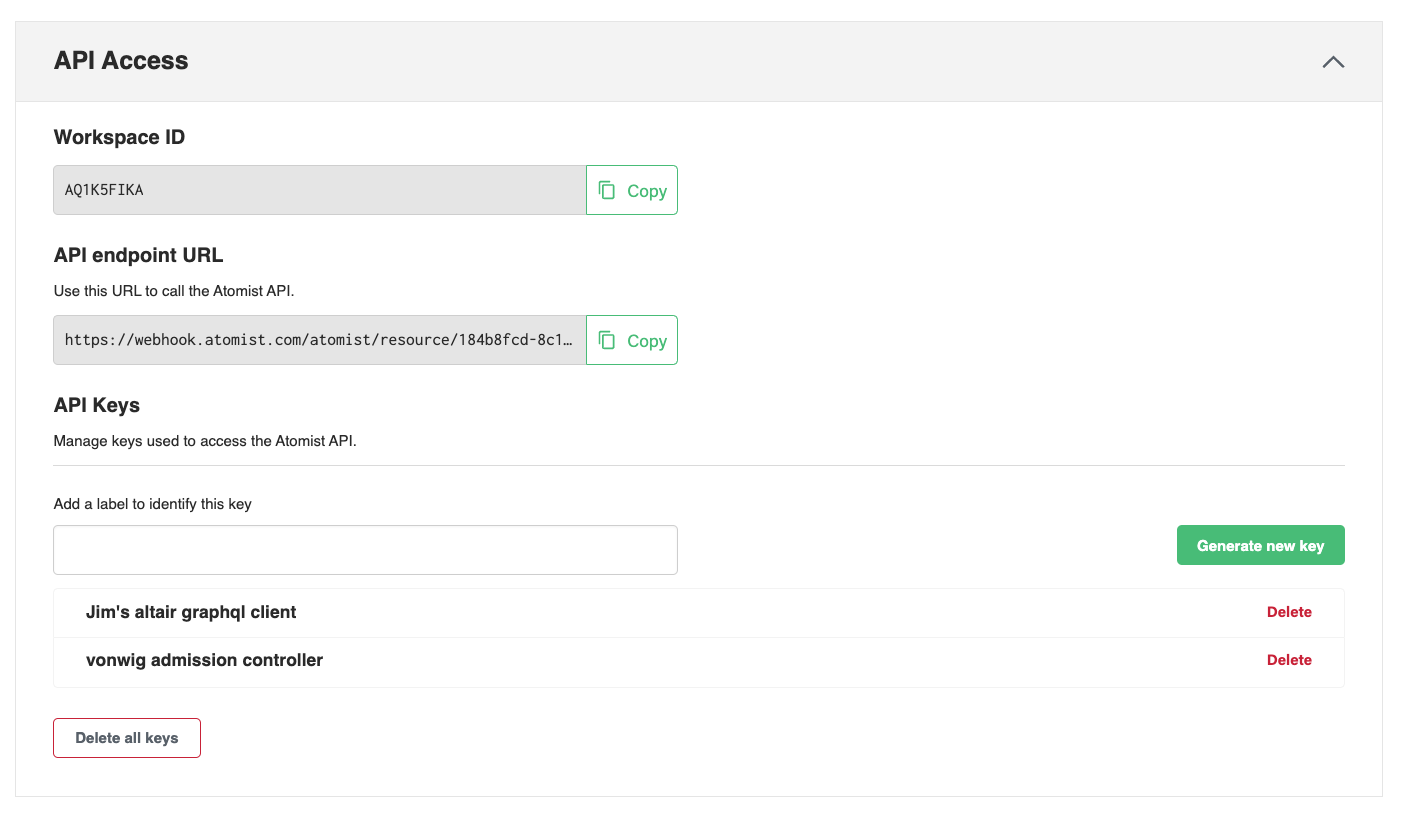 API Access
Workspace ID
AQ1K5FIKA
Copy
API endpoint URL
Use this URL to call the Atomist API.
https://webhook.atomist.com/atomist/resource/184b8fcd-8c1…
Copy
API Keys
Manage keys used to access the Atomist API.
Add a label to identify this key
Generate new key
Jim's altair graphql client
Delete
vonwig admission controller
Delete
Delete all keys